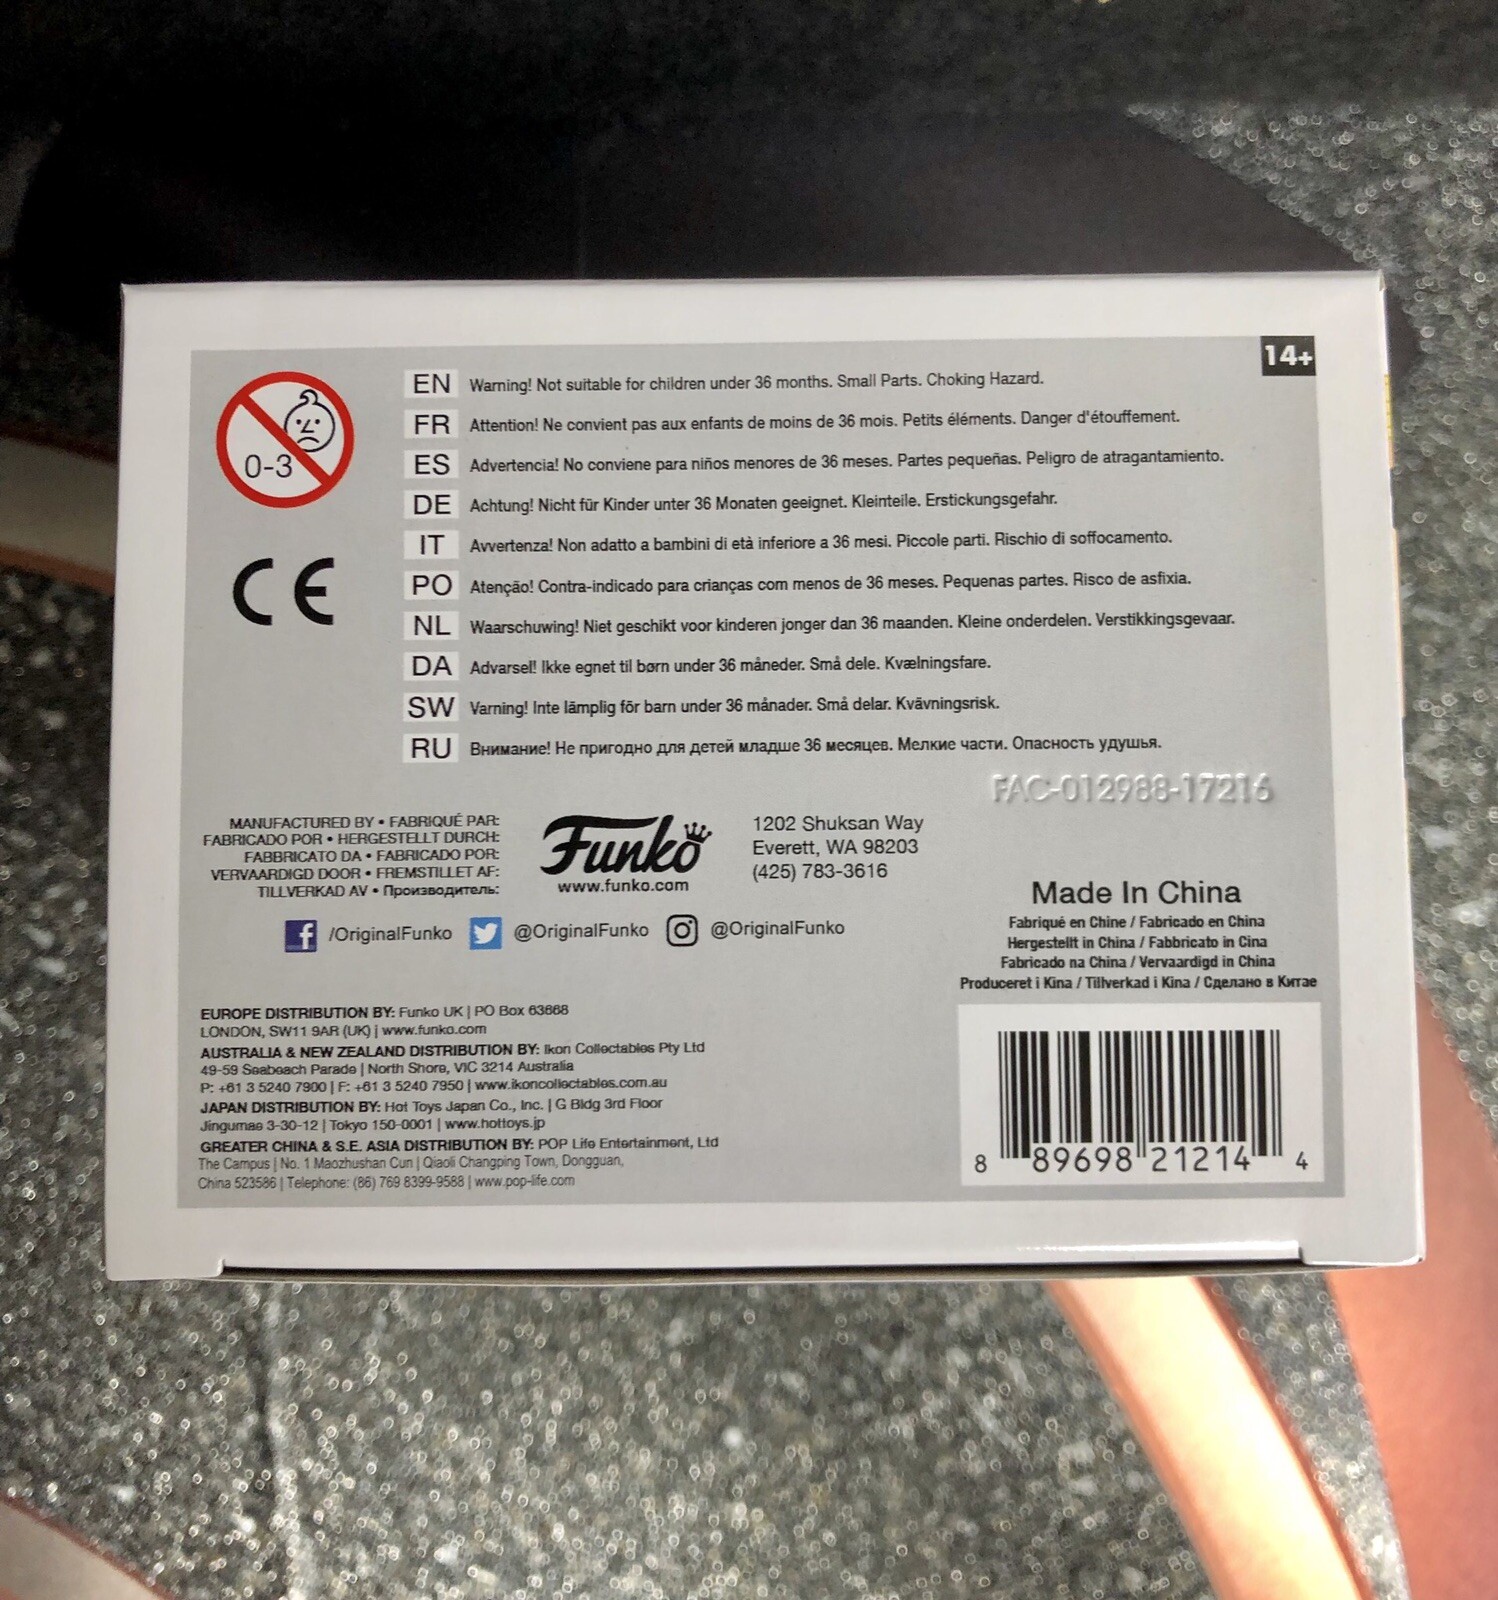 14+
0-3
CE
EN Warning! Not suitable for children under 36 months. Small Parts. Choking Hazard.
FR Attention! Ne convient pas aux enfants de moins de 36 mois. Petits éléments. Danger d'étouffement.
ES Advertencia! No conviene para niños menores de 36 meses. Partes pequeñas. Peligro de atragantamiento.
DE Achtung! Nicht für Kinder unter 36 Monaten geeignet. Kleinteile. Erstickungsgefahr.
IT Avvertenza! Non adatto a bambini di età inferiore a 36 mesi. Piccole parti. Rischio di soffocamento.
PO Atenção! Contra-indicado para crianças com menos de 36 meses. Pequenas partes. Risco de asfixia.
NL Waarschuwing! Niet geschikt voor kinderen jonger dan 36 maanden. Kleine onderdelen. Verstikkingsgevaar.
DA Advarsel! Ikke egnet til børn under 36 måneder. Små dele. Kvælningsfare.
SW Varning! Inte lämplig för barn under 36 månader. Små delar. Kvävningsrisk.
RU Внимание! Не пригодно для детей младше 36 месяцев. Мелкие части. Опасность удушья.
FAC-012988-17216
MANUFACTURED BY • FABRIQUÉ PAR:
FABRICADO POR • HERGESTELLT DURCH:
FABBRICATO DA • FABRICADO POR:
VERVAARDIGD DOOR • FREMSTILLET AF:
TILLVERKAD AV • Производитель:
Funko
www.funko.com
1202 Shuksan Way
Everett, WA 98203
(425) 783-3616
/OriginalFunko @OriginalFunko @OriginalFunko
Made In China
Fabriqué en Chine / Fabricado en China
Hergestellt in China / Fabbricato in Cina
Fabricado na China / Vervaardigd in China
Produceret i Kina / Tillverkad i Kina / Сделано в Китае
EUROPE DISTRIBUTION BY: Funko UK | PO Box 63668
LONDON, SW11 9AR (UK) | www.funko.com
AUSTRALIA & NEW ZEALAND DISTRIBUTION BY: Ikon Collectables Pty Ltd
49-59 Seabeach Parade | North Shore, VIC 3214 Australia
P: +61 3 5240 7900 | F: +61 3 5240 7950 | www.ikoncollectables.com.au
JAPAN DISTRIBUTION BY: Hot Toys Japan Co., Inc. | G Bldg 3rd Floor
Jingumae 3-30-12 | Tokyo 150-0001 | www.hottoys.jp
GREATER CHINA & S.E. ASIA DISTRIBUTION BY: POP Life Entertainment, Ltd
The Campus | No. 1 Maozhushan Cun | Qiaoli Changping Town, Dongguan,
China 523586 | Telephone: (86) 769 8399-9588 | www.pop-life.com
8 89698 21214 4